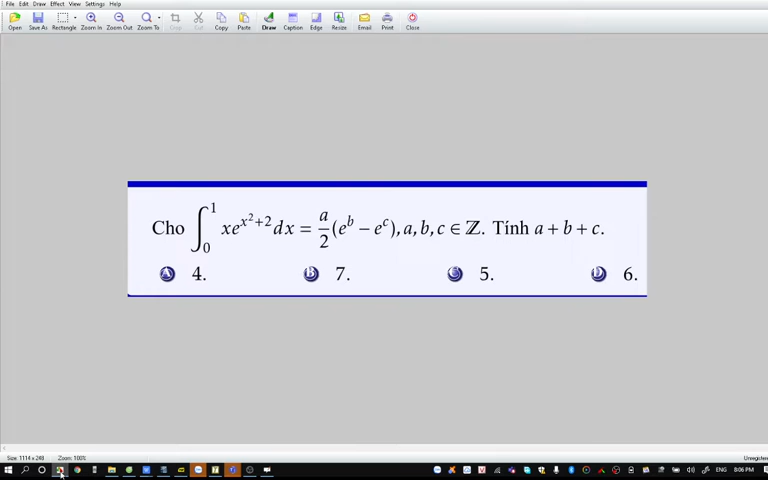 File Edit Draw Effect View Settings Help
Open Save As Rectangle Zoom In Zoom Out Zoom To Crop Cut Copy Paste Draw Caption Edge Resize Email Print Close
Cho ∫₀¹ xe^{x²+2}dx = a/2(e^b − e^c), a, b, c ∈ ℤ. Tính a + b + c.
A 4. B 7. C 5. D 6.
Size: 1114 x 248 Zoom: 100% Unregistere
ENG 8:06 PM